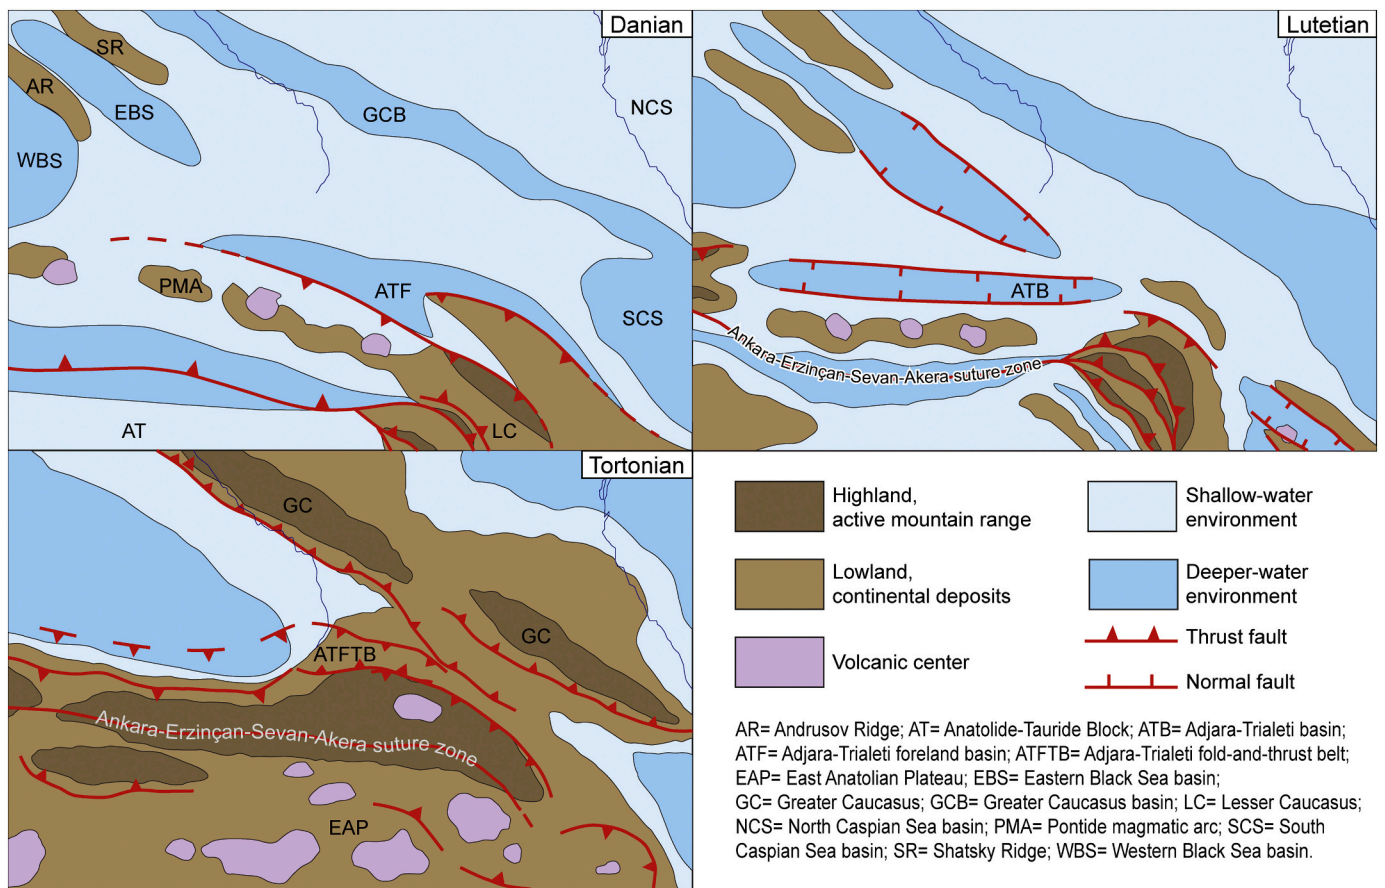 Danian
SR
AR
EBS
GCB
NCS
WBS
PMA
ATF
SCS
AT
LC
Lutetian
ATB
Ankara-Erzinçan-Sevan-Akera suture zone
Tortonian
GC
GC
ATFTB
Ankara-Erzinçan-Sevan-Akera suture zone
EAP
Highland,
active mountain range
Lowland,
continental deposits
Volcanic center
Shallow-water
environment
Deeper-water
environment
Thrust fault
Normal fault
AR= Andrusov Ridge; AT= Anatolide-Tauride Block; ATB= Adjara-Trialeti basin;
ATF= Adjara-Trialeti foreland basin; ATFTB= Adjara-Trialeti fold-and-thrust belt;
EAP= East Anatolian Plateau; EBS= Eastern Black Sea basin;
GC= Greater Caucasus; GCB= Greater Caucasus basin; LC= Lesser Caucasus;
NCS= North Caspian Sea basin; PMA= Pontide magmatic arc; SCS= South
Caspian Sea basin; SR= Shatsky Ridge; WBS= Western Black Sea basin.